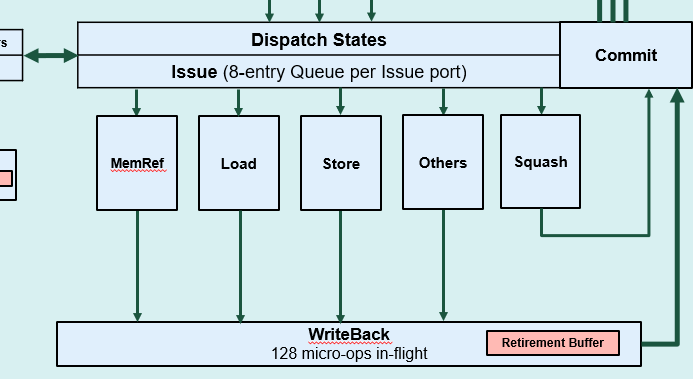 s
Dispatch States
Commit
Issue (8-entry Queue per Issue port)
MemRef
Load
Store
Others
Squash
WriteBack
128 micro-ops in-flight
Retirement Buffer